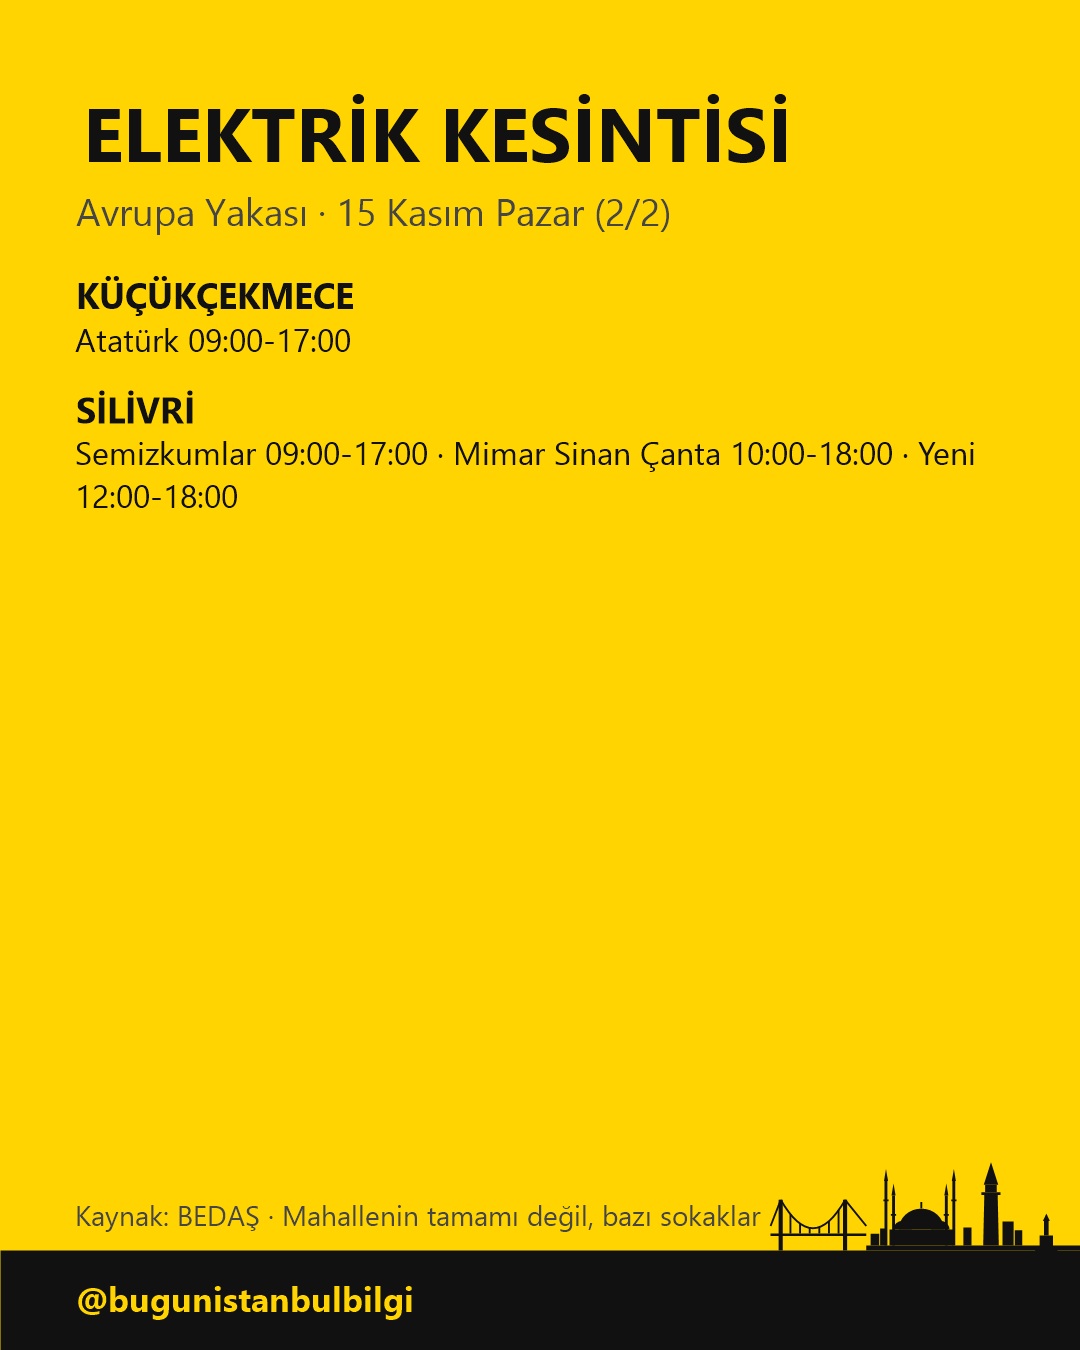 ELEKTRİK KESİNTİSİ
Avrupa Yakası · 15 Kasım Pazar (2/2)
KÜÇÜKÇEKMECE
Atatürk 09:00-17:00
SİLİVRİ
Semizkumlar 09:00-17:00 · Mimar Sinan Çanta 10:00-18:00 · Yeni
12:00-18:00
Kaynak: BEDAŞ · Mahallenin tamamı değil, bazı sokaklar
@bugunistanbulbilgi